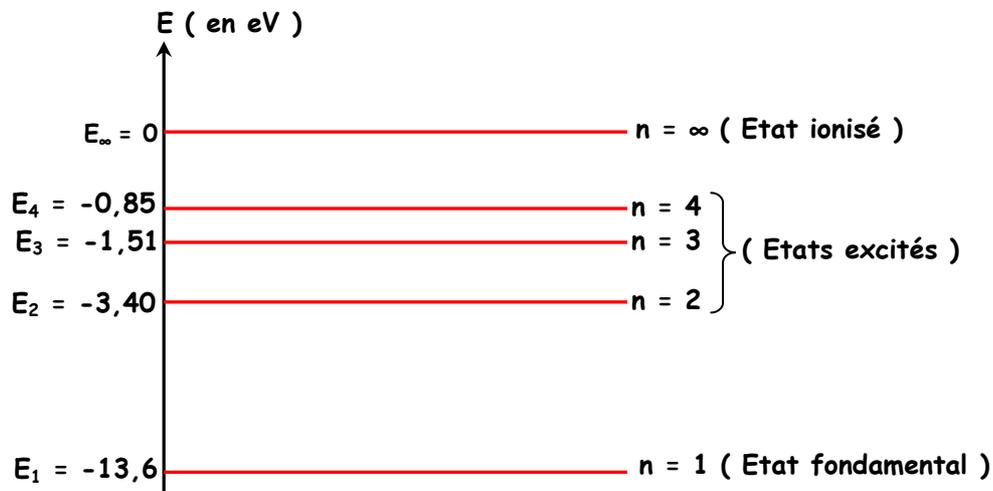 E ( en eV )
E∞ = 0 n = ∞ ( Etat ionisé )
E₄ = -0,85 n = 4
E₃ = -1,51 n = 3
( Etats excités )
E₂ = -3,40 n = 2
E₁ = -13,6 n = 1 ( Etat fondamental )